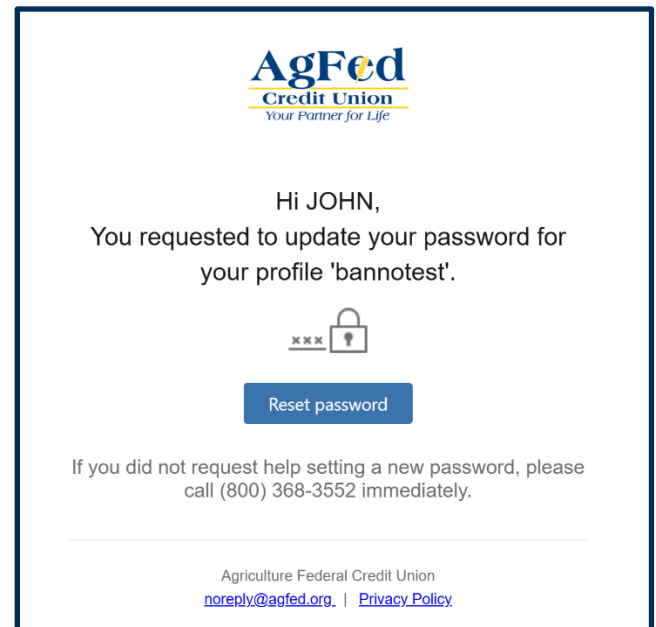 AgFed
Credit Union
Your Partner for Life
Hi JOHN,
You requested to update your password for
your profile 'bannotest'.
xxx
Reset password
If you did not request help setting a new password, please
call (800) 368-3552 immediately.
Agriculture Federal Credit Union
noreply@agfed.org | Privacy Policy